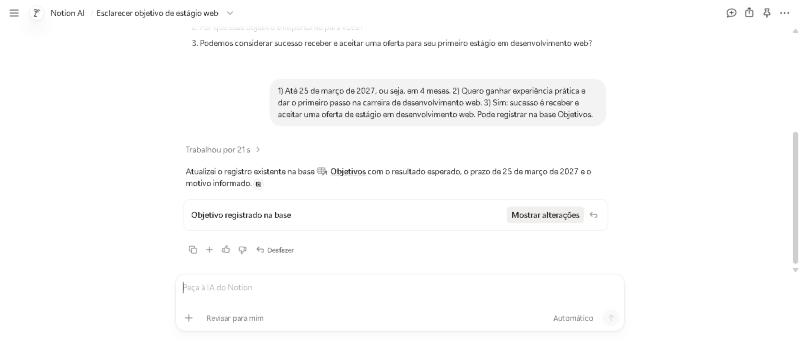 Notion AI / Esclarecer objetivo de estágio web
3. Podemos considerar sucesso receber e aceitar uma oferta para seu primeiro estágio em desenvolvimento web?
1) Até 25 de março de 2027, ou seja, em 4 meses. 2) Quero ganhar experiência prática e
dar o primeiro passo na carreira de desenvolvimento web. 3) Sim: sucesso é receber e
aceitar uma oferta de estágio em desenvolvimento web. Pode registrar na base Objetivos.
Trabalhou por 21 s
Atualizei o registro existente na base Objetivos com o resultado esperado, o prazo de 25 de março de 2027 e o
motivo informado.
Objetivo registrado na base
Mostrar alterações
Desfazer
Peça à IA do Notion
Revisar para mim
Automático